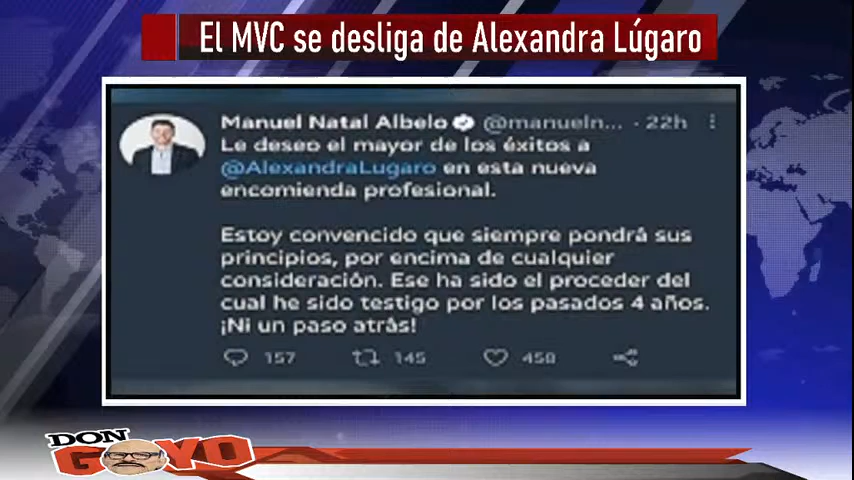 El MVC se desliga de Alexandra Lúgaro
Manuel Natal Albelo @manueln... · 22h
Le deseo el mayor de los éxitos a
@AlexandraLugaro en esta nueva
encomienda profesional.
Estoy convencido que siempre pondrá sus
principios, por encima de cualquier
consideración. Ese ha sido el proceder del
cual he sido testigo por los pasados 4 años.
¡Ni un paso atrás!
157 145 458
DON
GOYO